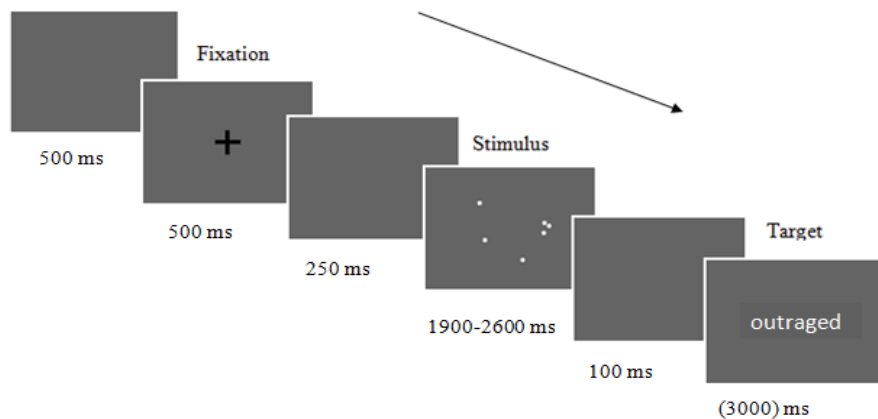 Fixation
500 ms
Stimulus
500 ms
250 ms
Target
1900-2600 ms
outraged
100 ms
(3000) ms